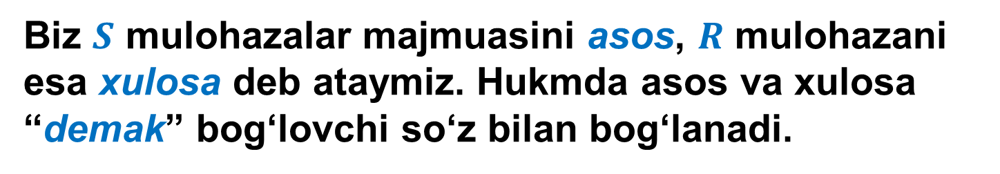 Biz S mulohazalar majmuasini asos, R mulohazani
esa xulosa deb ataymiz. Hukmda asos va xulosa
“demak” bog‘lovchi so‘z bilan bog‘lanadi.